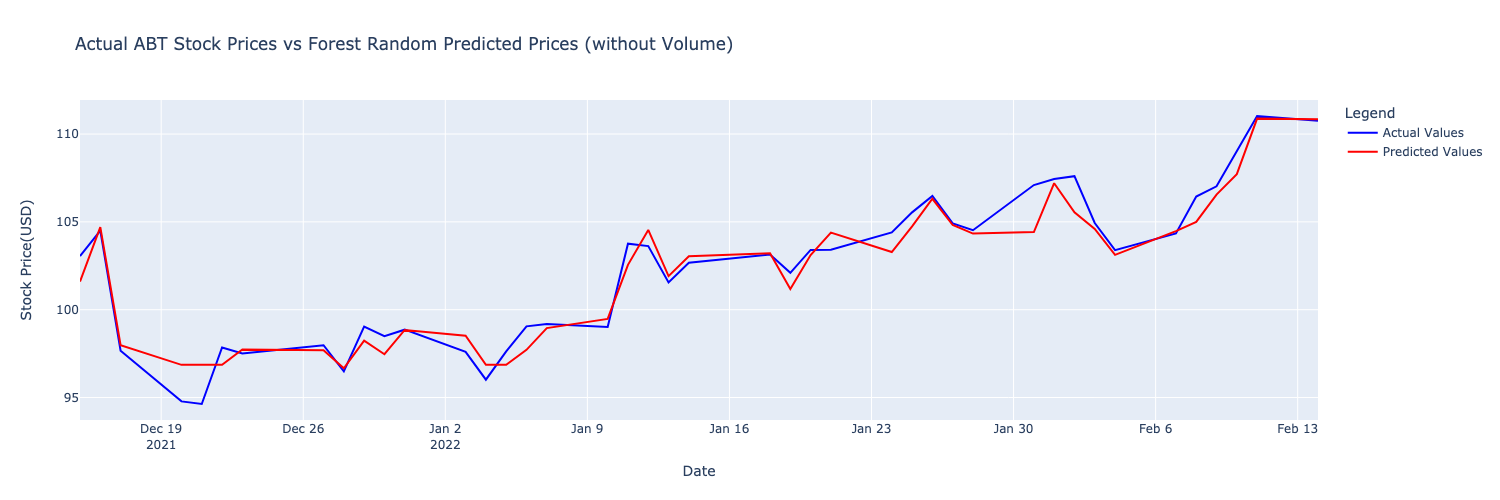 Actual ABT Stock Prices vs Forest Random Predicted Prices (without Volume)
Legend
Actual Values
Predicted Values
Stock Price(USD)
110
105
100
95
Dec 19
2021
Dec 26
Jan 2
2022
Jan 9
Jan 16
Jan 23
Jan 30
Feb 6
Feb 13
Date